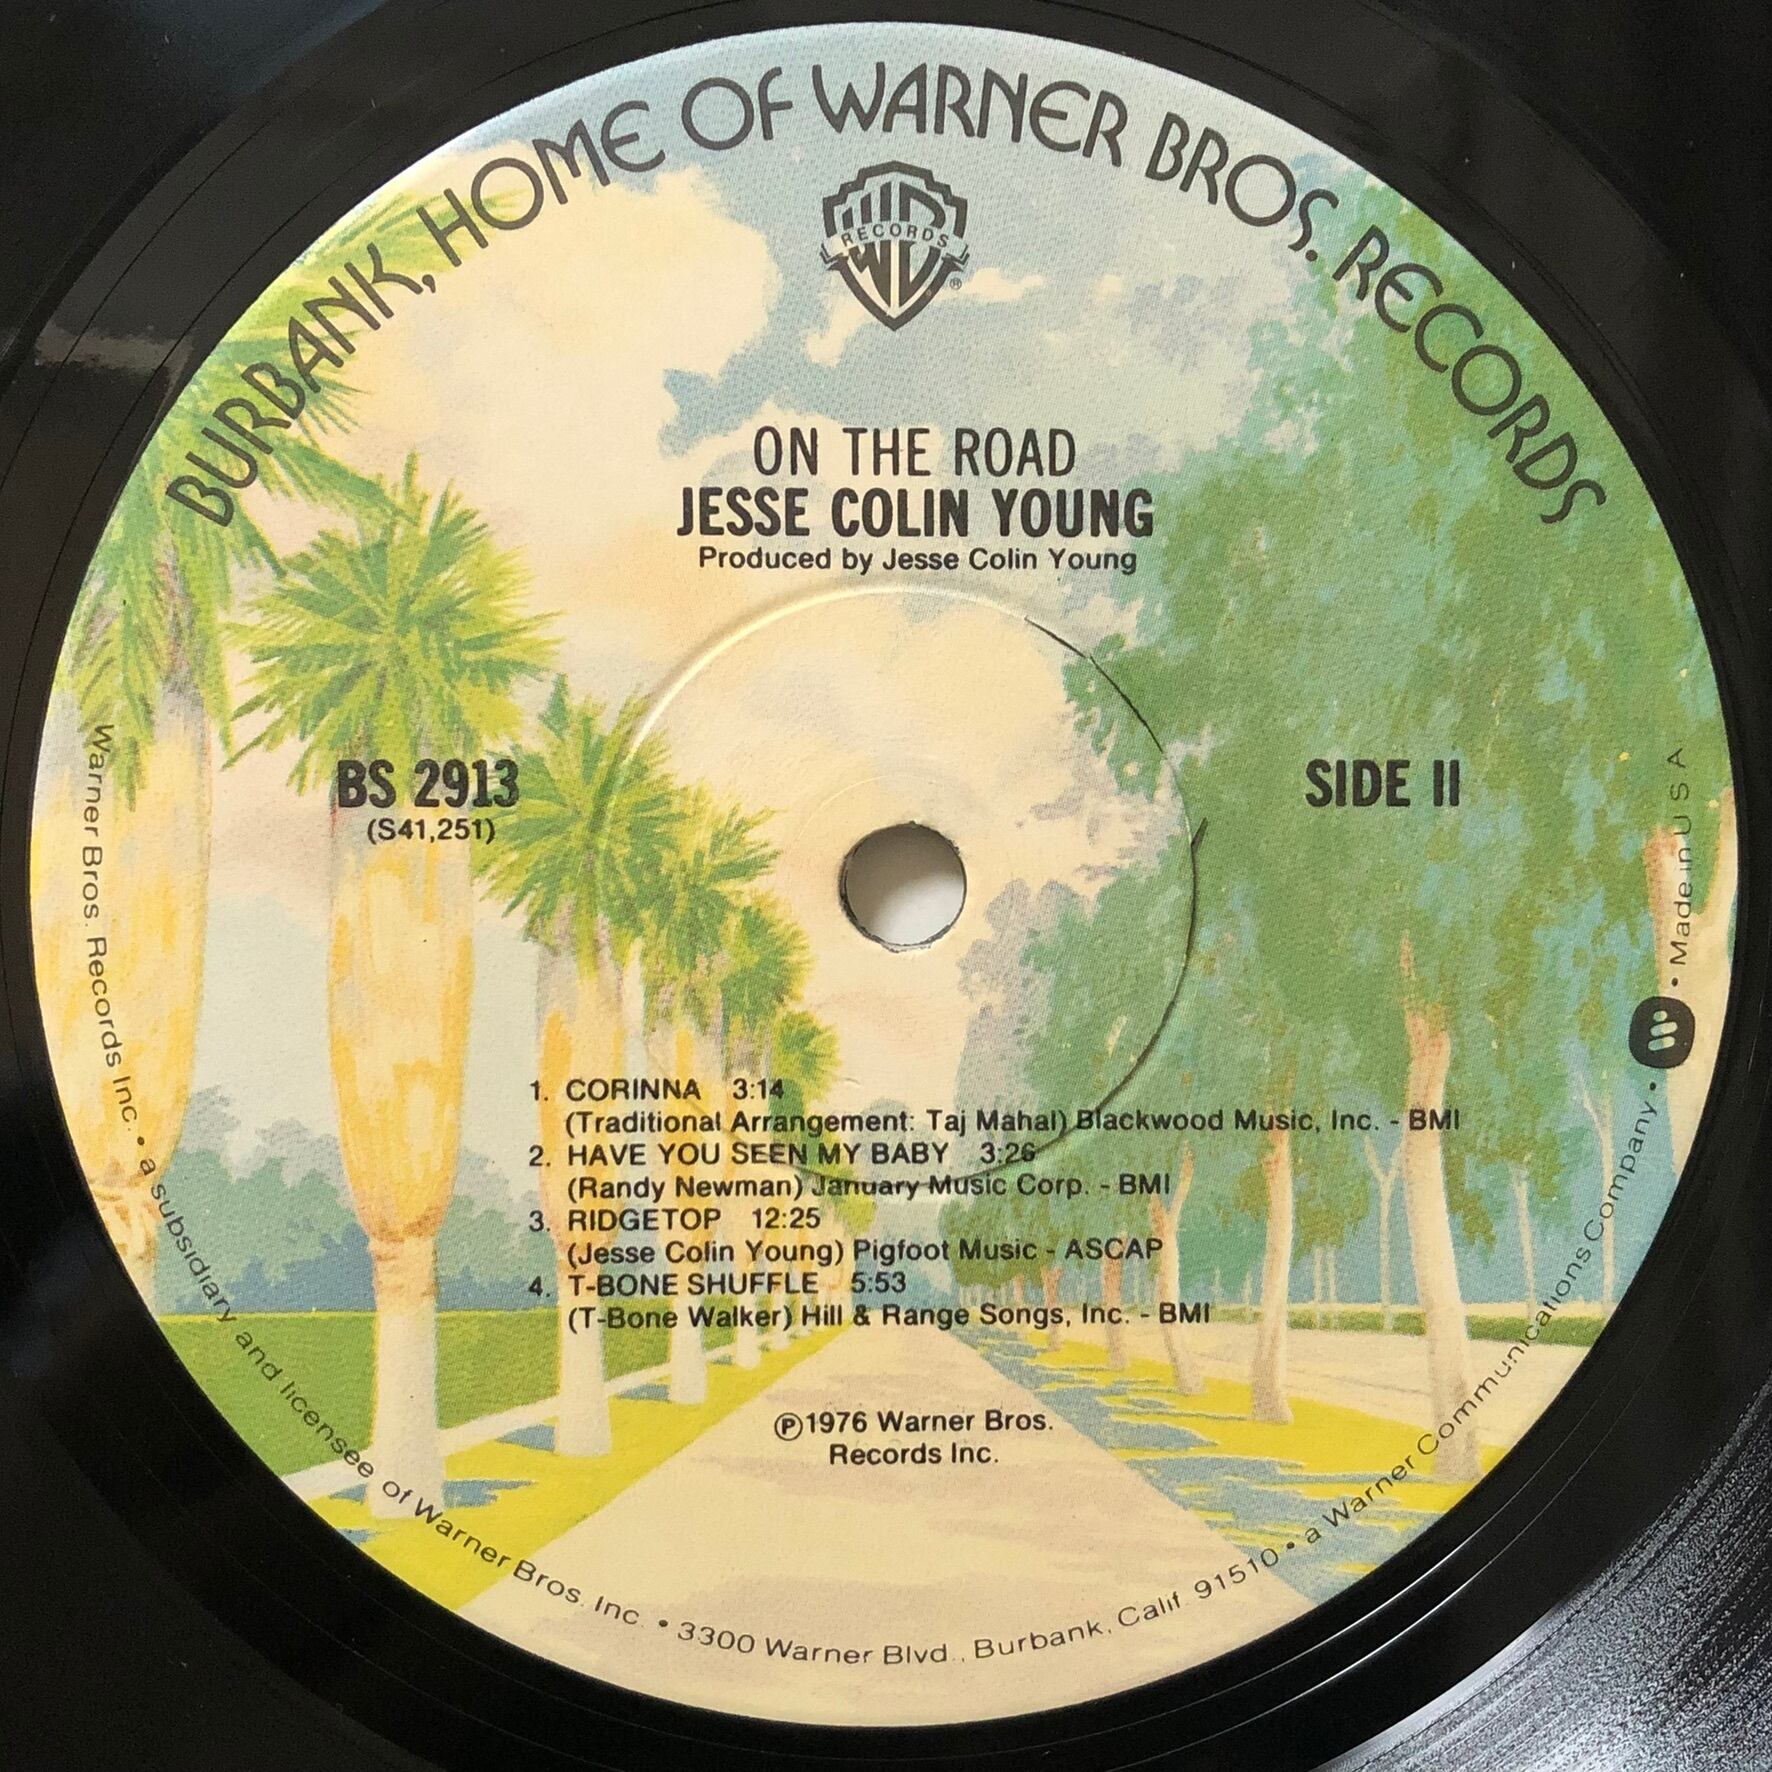 BURBANK, HOME OF WARNER BROS. RECORDS
WB
RECORDS
®
ON THE ROAD
JESSE COLIN YOUNG
Produced by Jesse Colin Young
BS 2913
(S41,251)
SIDE II
1. CORINNA 3:14
(Traditional Arrangement: Taj Mahal) Blackwood Music, Inc. - BMI
2. HAVE YOU SEEN MY BABY 3:26
(Randy Newman) January Music Corp. - BMI
3. RIDGETOP 12:25
(Jesse Colin Young) Pigfoot Music - ASCAP
4. T-BONE SHUFFLE 5:53
(T-Bone Walker) Hill & Range Songs, Inc. - BMI
℗1976 Warner Bros.
Records Inc.
Warner Bros. Records Inc. • a subsidiary and licensee of Warner Bros. Inc. • 3300 Warner Blvd., Burbank, Calif. 91510 • a Warner Communications Company • W • Made in U S A